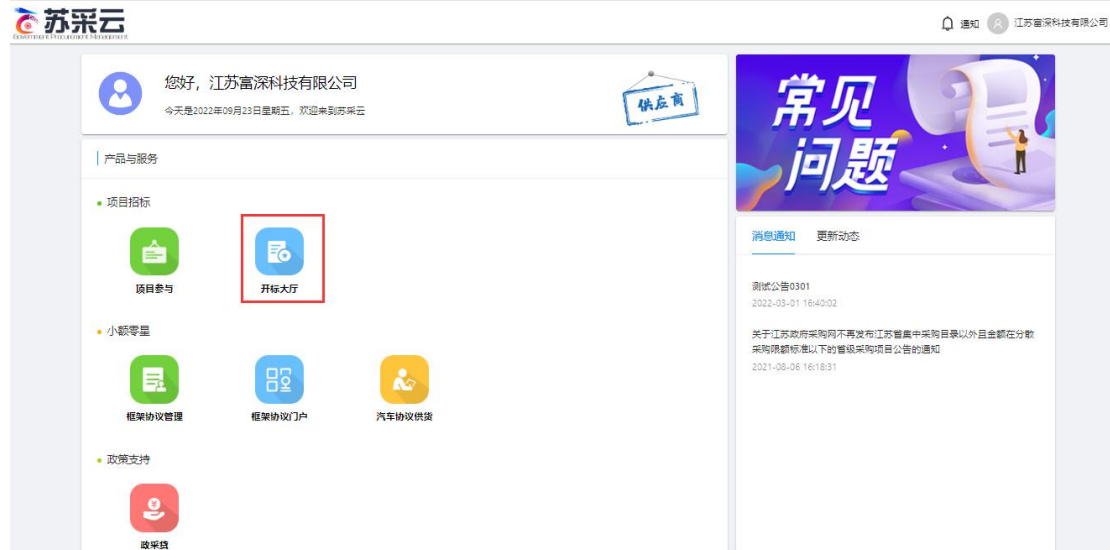 苏采云
Government Procurement Management
通知
江苏富深科技有限公司
您好，江苏富深科技有限公司
今天是2022年09月23日星期五，欢迎来到苏采云
供应商
产品与服务
项目招标
项目参与
开标大厅
小额零星
框架协议管理
框架协议门户
汽车协议供货
政策支持
政采贷
常见
问题
消息通知
更新动态
测试公告0301
2022-03-01 16:40:02
关于江苏政府采购网不再发布江苏省集中采购目录以外且金额在分散
采购限额标准以下的省级采购项目公告的通知
2021-08-06 16:18:31